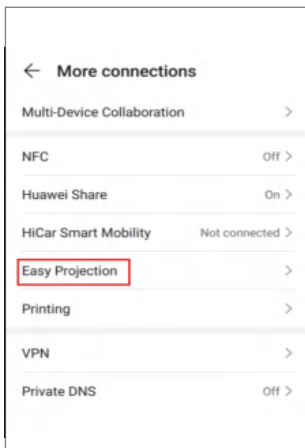 More connections
Multi-Device Collaboration
NFC Off
Huawei Share On
HiCar Smart Mobility Not connected
Easy Projection
Printing
VPN
Private DNS Off